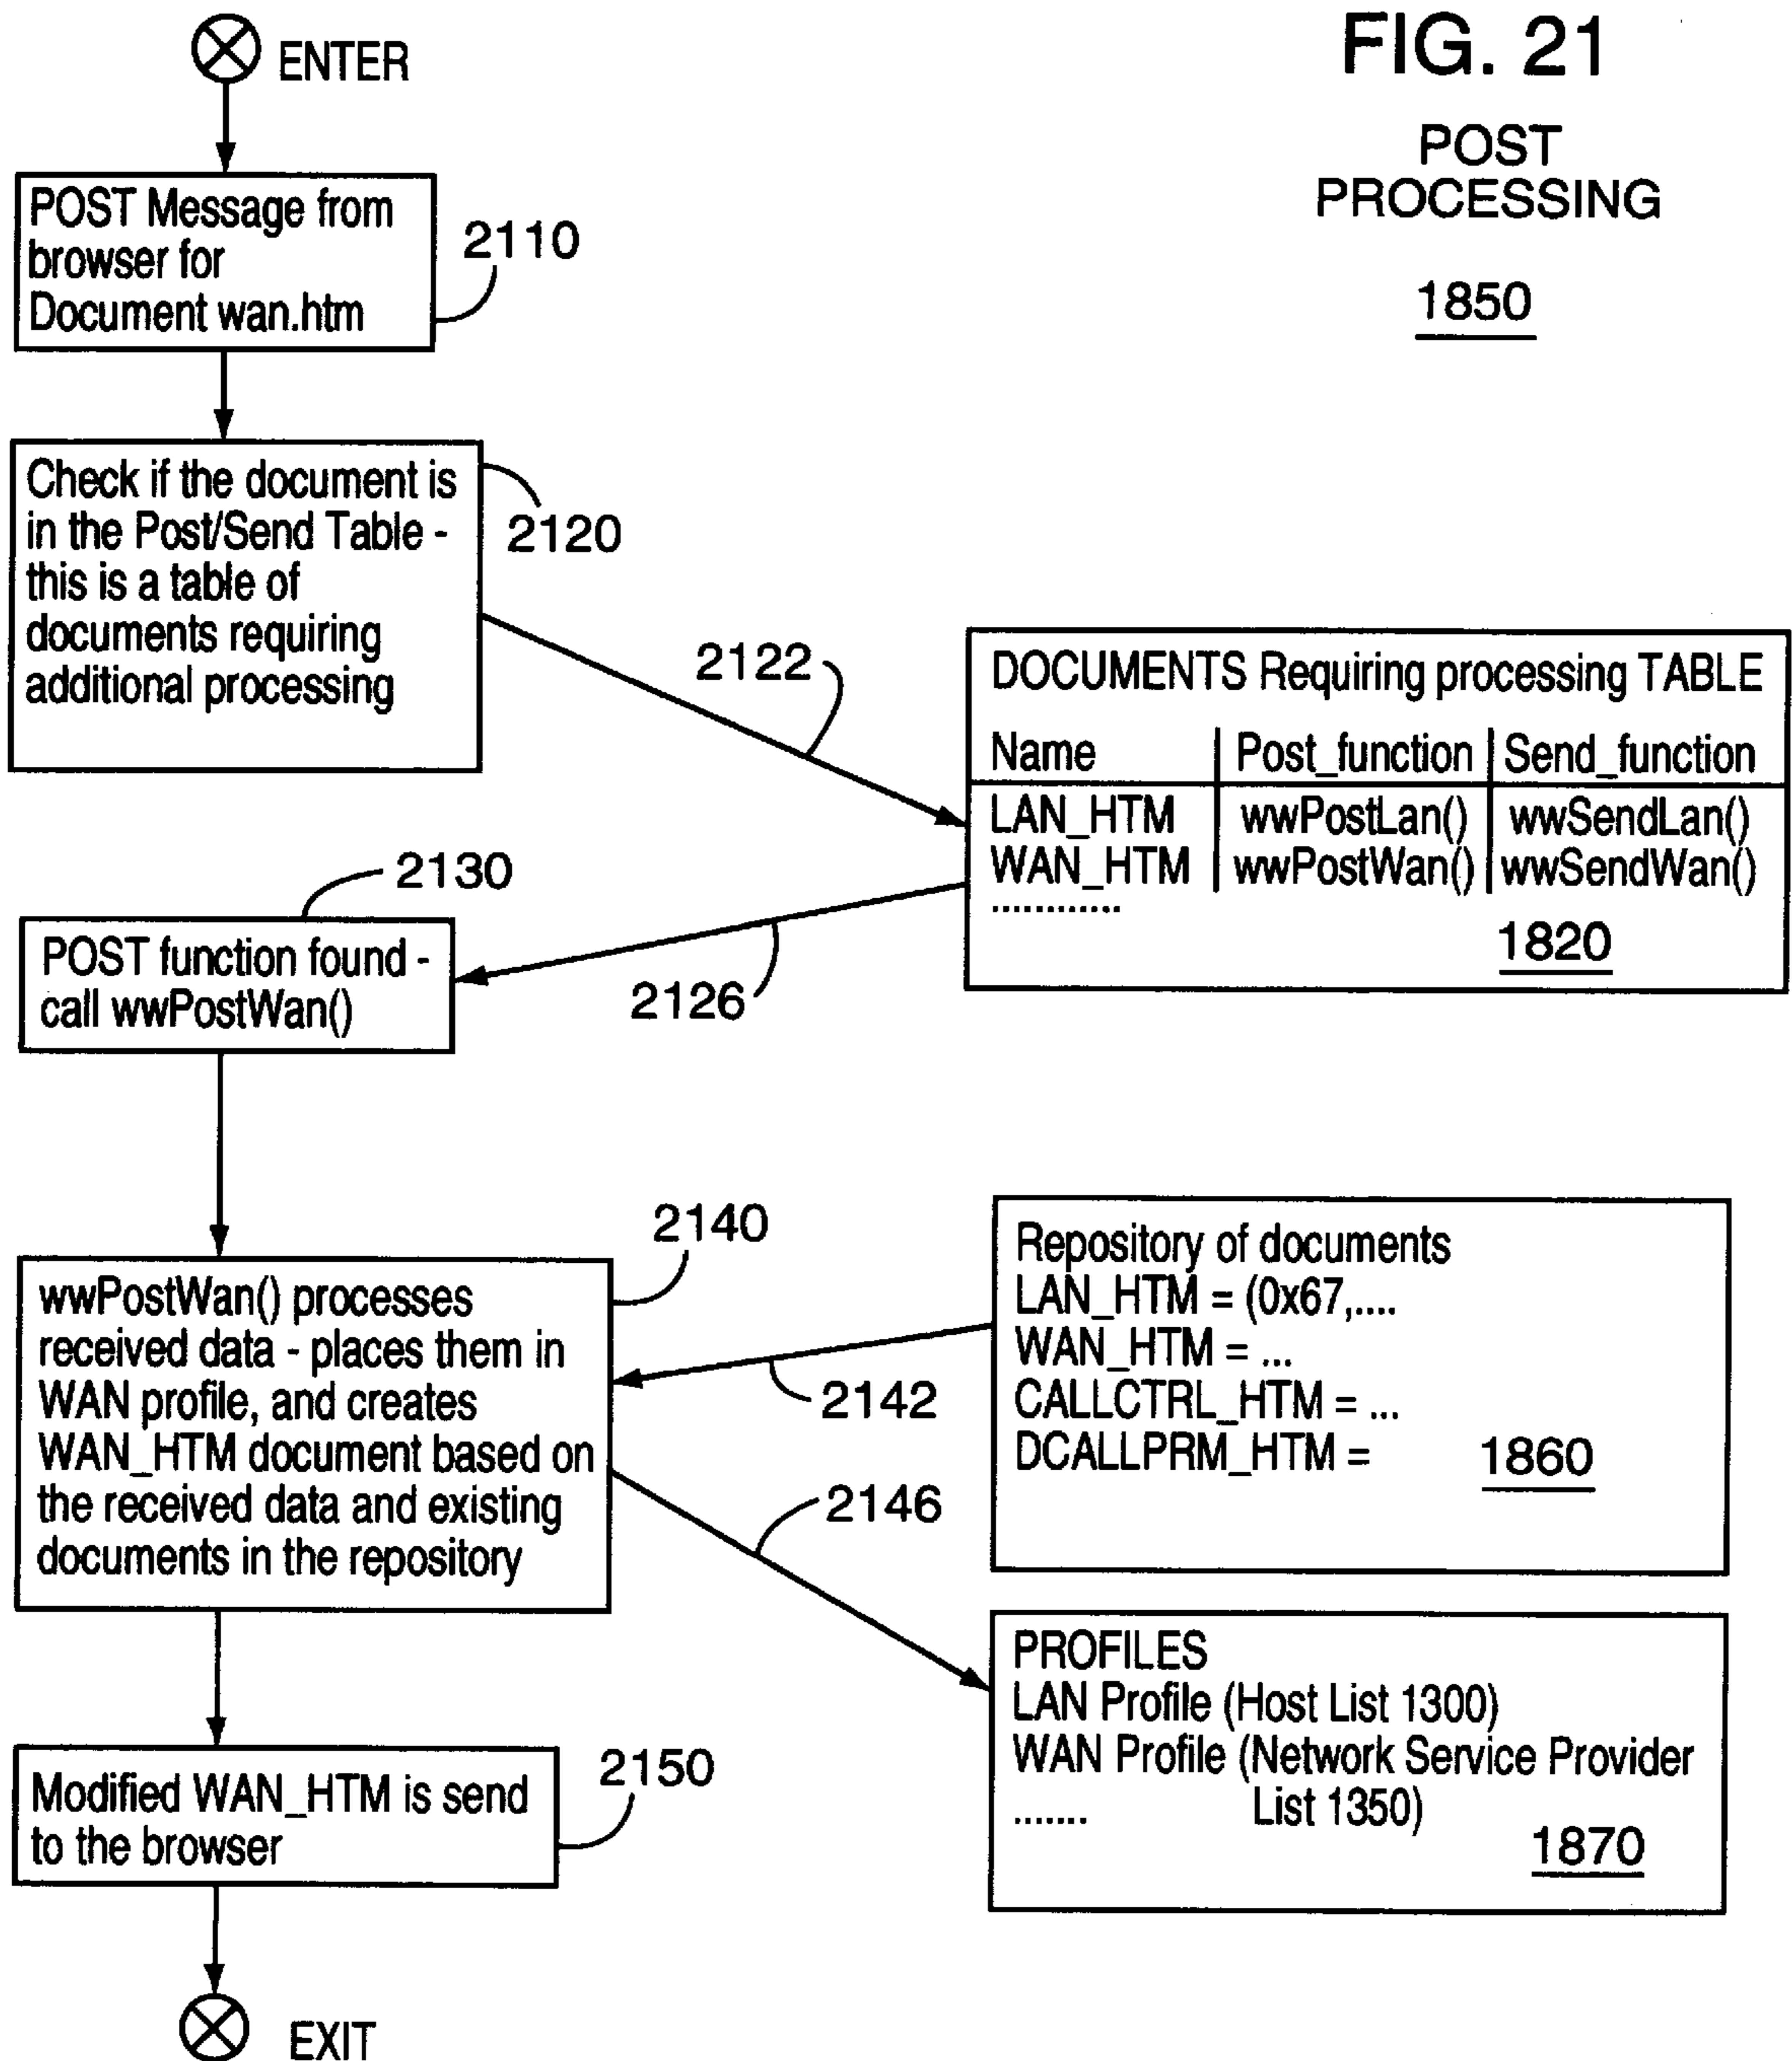 FIG. 21
POST
PROCESSING
1850
ENTER
POST Message from
browser for
Document wan.htm
2110
Check if the document is
in the Post/Send Table -
this is a table of
documents requiring
additional processing
2120
2122
DOCUMENTS Requiring processing TABLE
Name Post_function Send_function
LAN_HTM wwPostLan() wwSendLan()
WAN_HTM wwPostWan() wwSendWan()
............
1820
2126
2130
POST function found -
call wwPostWan()
2140
wwPostWan() processes
received data - places them in
WAN profile, and creates
WAN_HTM document based on
the received data and existing
documents in the repository
2142
Repository of documents
LAN_HTM = (0x67,....
WAN_HTM = ...
CALLCTRL_HTM = ...
DCALLPRM_HTM =
1860
2146
PROFILES
LAN Profile (Host List 1300)
WAN Profile (Network Service Provider
List 1350)
.......
1870
Modified WAN_HTM is send
to the browser
2150
EXIT